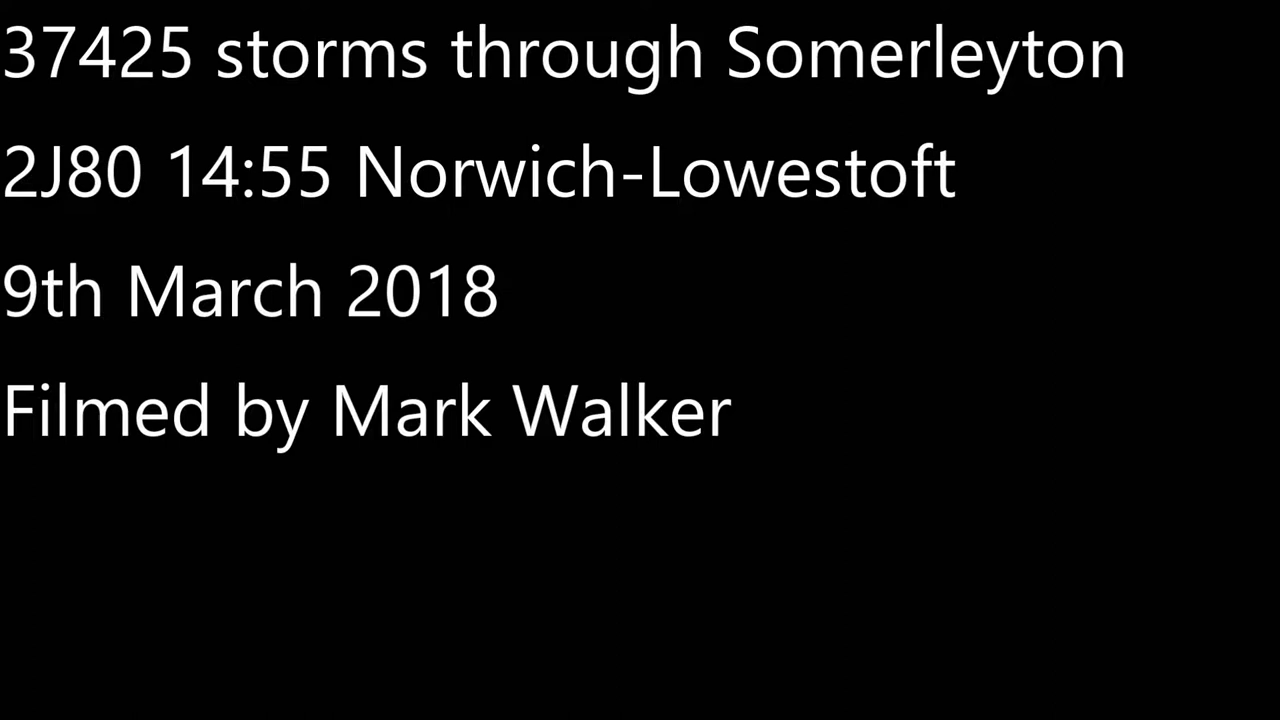 37425 storms through Somerleyton
2J80 14:55 Norwich-Lowestoft
9th March 2018
Filmed by Mark Walker